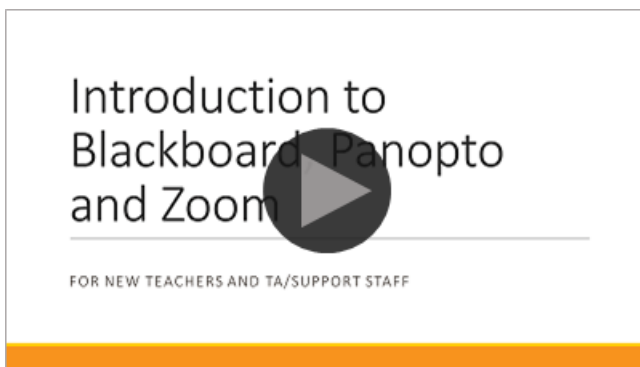 Introduction to
Blackboard, Panopto
and Zoom
FOR NEW TEACHERS AND TA/SUPPORT STAFF